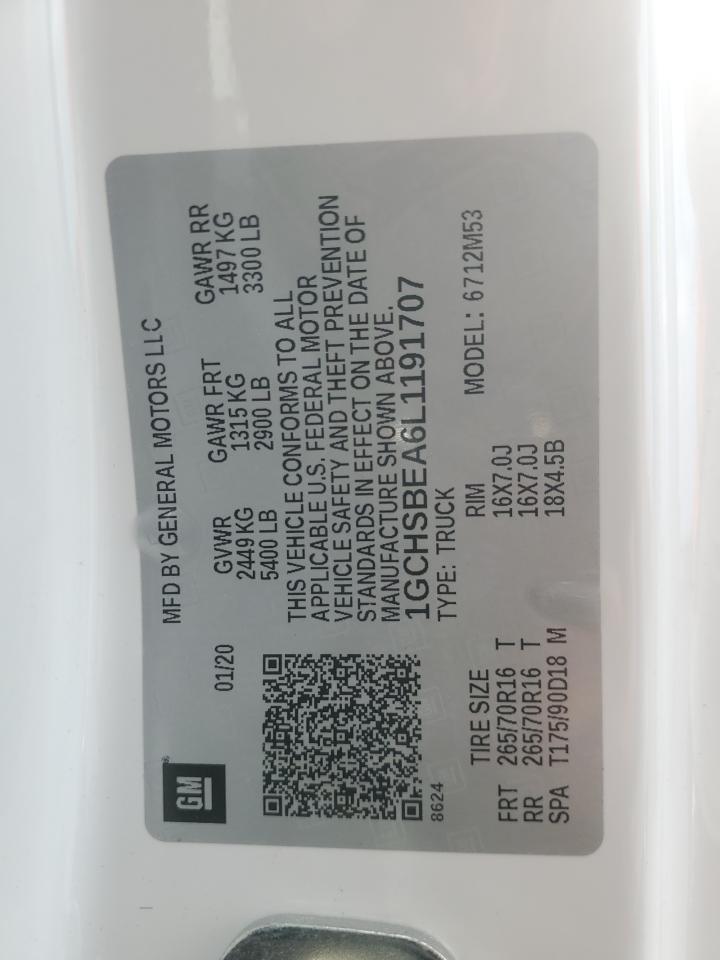 GM
MFD BY GENERAL MOTORS LLC
01/20 GVWR GAWR FRT GAWR RR
2449 KG 1315 KG 1497 KG
5400 LB 2900 LB 3300 LB
THIS VEHICLE CONFORMS TO ALL
APPLICABLE U.S. FEDERAL MOTOR
VEHICLE SAFETY AND THEFT PREVENTION
STANDARDS IN EFFECT ON THE DATE OF
MANUFACTURE SHOWN ABOVE.
1GCHSBEA6L1191707
8624 TYPE: TRUCK MODEL: 6712M53
TIRE SIZE RIM
FRT 265/70R16 T 16X7.0J
RR 265/70R16 T 16X7.0J
SPA T175/90D18 M 18X4.5B